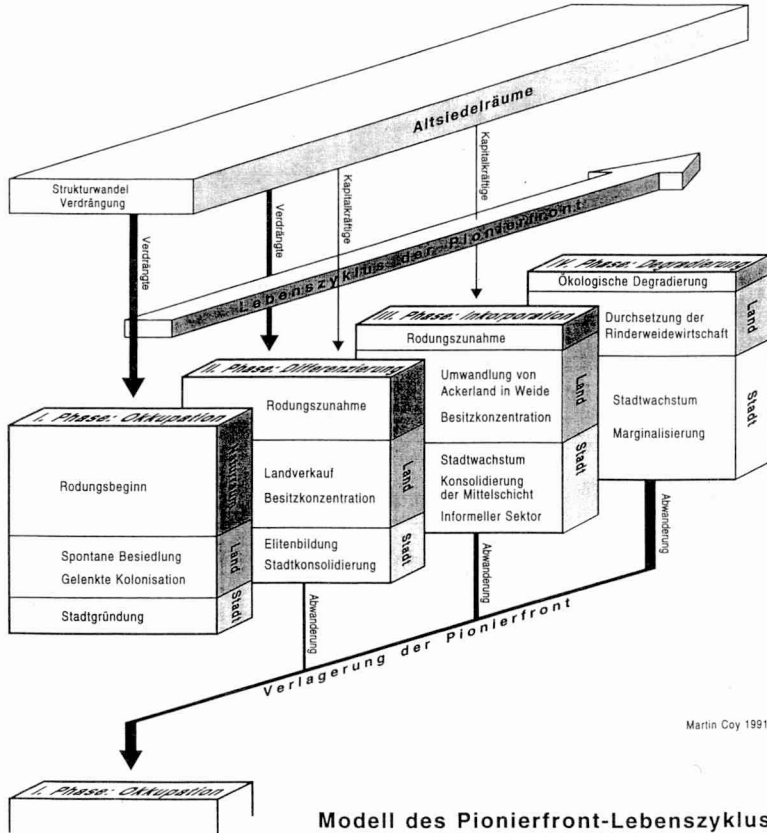 Altsiedelräume
Strukturwandel
Verdrängung
Verdrängte
Verdrängte
Kapitalkräftige
Kapitalkräftige
Lebenszyklus der Pionierfront
I. Phase: Okkupation
Rodungsbeginn
Naturraum
Spontane Besiedlung
Gelenkte Kolonisation
Land
Stadtgründung
Stadt
II. Phase: Differenzierung
Rodungszunahme
Landverkauf
Besitzkonzentration
Land
Elitenbildung
Stadtkonsolidierung
Stadt
Abwanderung
III. Phase: Inkorporation
Rodungszunahme
Umwandlung von
Ackerland in Weide
Besitzkonzentration
Land
Stadtwachstum
Konsolidierung
der Mittelschicht
Informeller Sektor
Stadt
Abwanderung
IV. Phase: Degradierung
Ökologische Degradierung
Durchsetzung der
Rinderweidewirtschaft
Land
Stadtwachstum
Marginalisierung
Stadt
Abwanderung
Verlagerung der Pionierfront
Martin Coy 1991
I. Phase: Okkupation
Modell des Pionierfront-Lebenszyklus